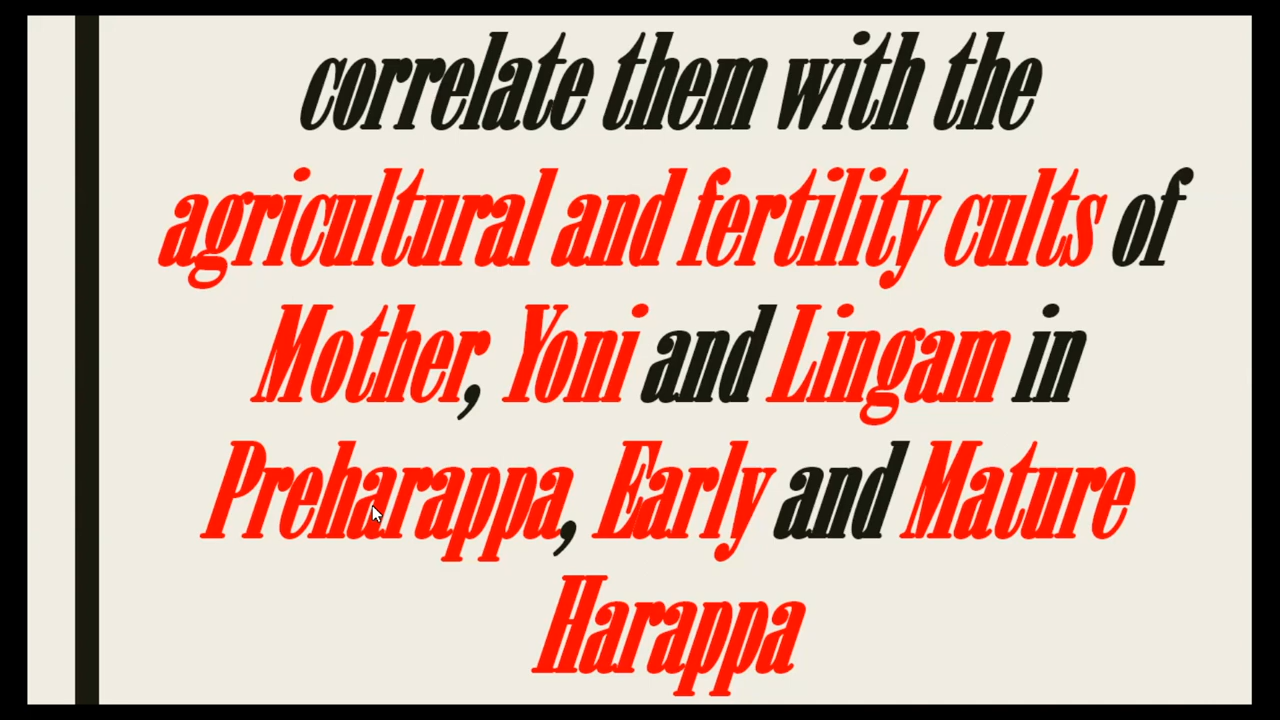 correlate them with the
agricultural and fertility cults of
Mother, Yoni and Lingam in
Preharappa, Early and Mature
Harappa